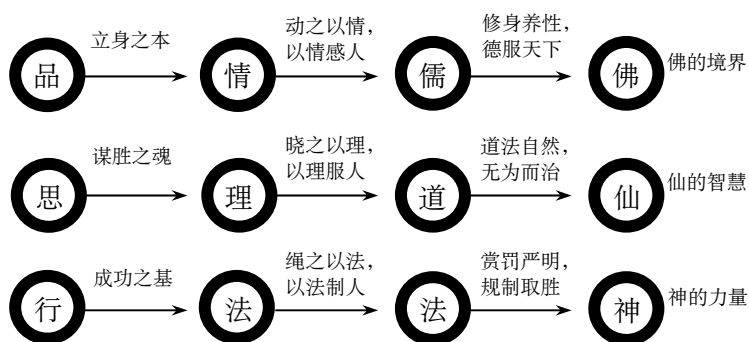 品
立身之本
情
动之以情，
以情感人
儒
修身养性，
德服天下
佛
佛的境界
思
谋胜之魂
理
晓之以理，
以理服人
道
道法自然，
无为而治
仙
仙的智慧
行
成功之基
法
绳之以法，
以法制人
法
赏罚严明，
规制取胜
神
神的力量